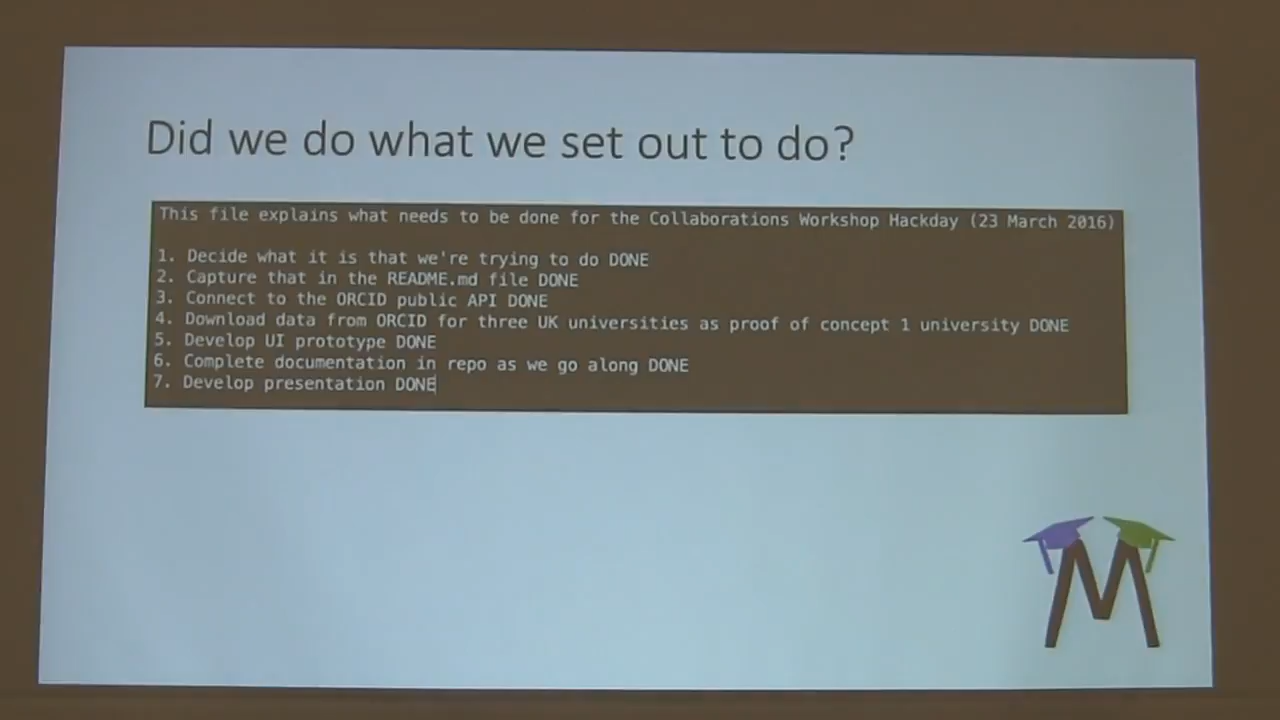 Did we do what we set out to do?
This file explains what needs to be done for the Collaborations Workshop Hackday (23 March 2016)
1. Decide what it is that we're trying to do DONE
2. Capture that in the README.md file DONE
3. Connect to the ORCID public API DONE
4. Download data from ORCID for three UK universities as proof of concept 1 university DONE
5. Develop UI prototype DONE
6. Complete documentation in repo as we go along DONE
7. Develop presentation DONE
M